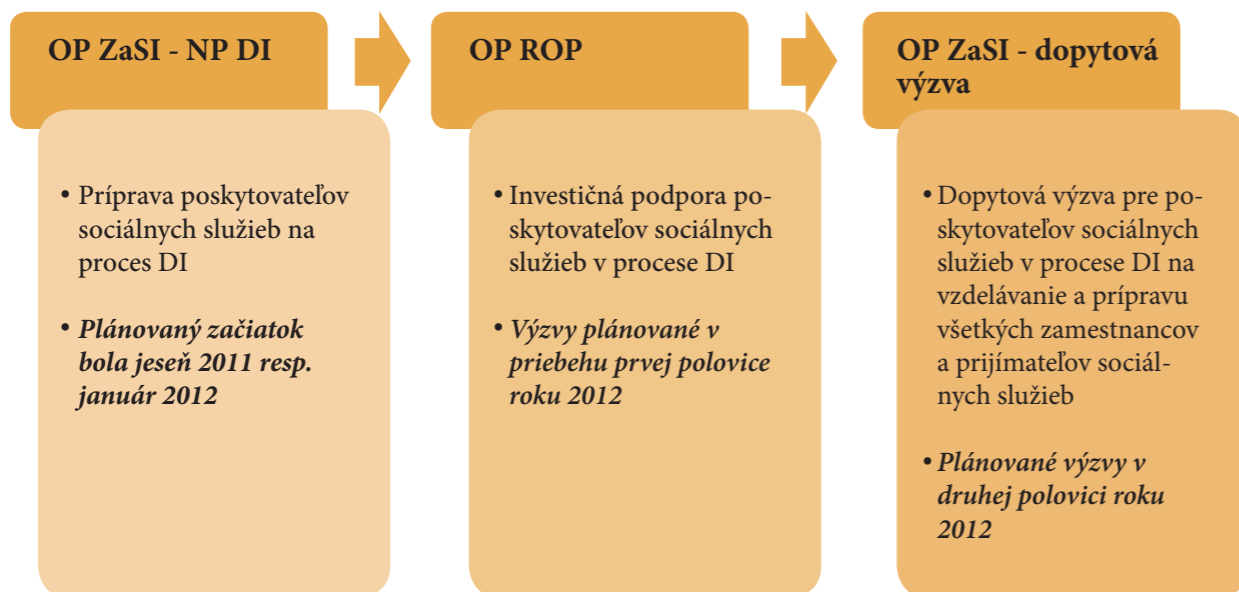 OP ZaSI - NP DI
• Príprava poskytovateľov
sociálnych služieb na
proces DI
• Plánovaný začiatok
bola jeseň 2011 resp.
január 2012
OP ROP
• Investičná podpora po-
skytovateľov sociálnych
služieb v procese DI
• Výzvy plánované v
priebehu prvej polovice
roku 2012
OP ZaSI - dopytová
výzva
• Dopytová výzva pre po-
skytovateľov sociálnych
služieb v procese DI na
vzdelávanie a prípravu
všetkých zamestnancov
a prijímateľov sociál-
nych služieb
• Plánované výzvy v
druhej polovici roku
2012